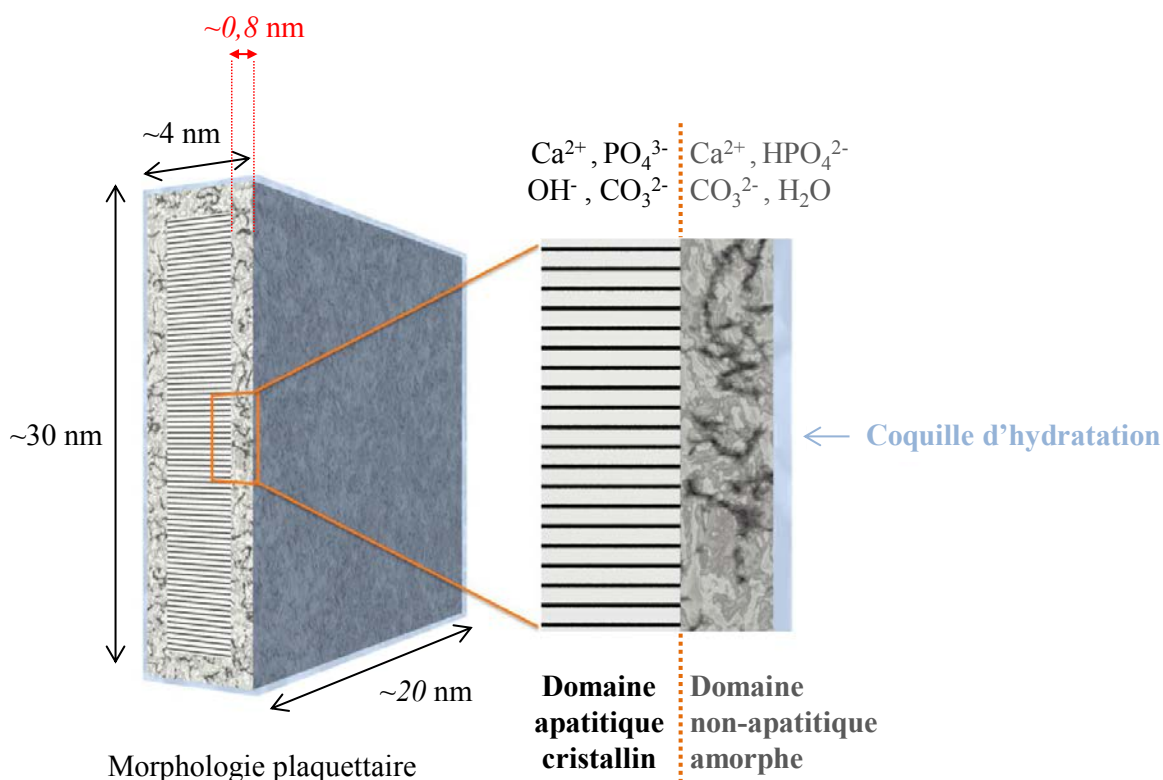 ~0,8 nm
~4 nm
~30 nm
~20 nm
Morphologie plaquettaire
Ca²⁺ , PO₄³⁻
OH⁻ , CO₃²⁻
Ca²⁺ , HPO₄²⁻
CO₃²⁻ , H₂O
Coquille d’hydratation
Domaine
apatitique
cristallin
Domaine
non-apatitique
amorphe